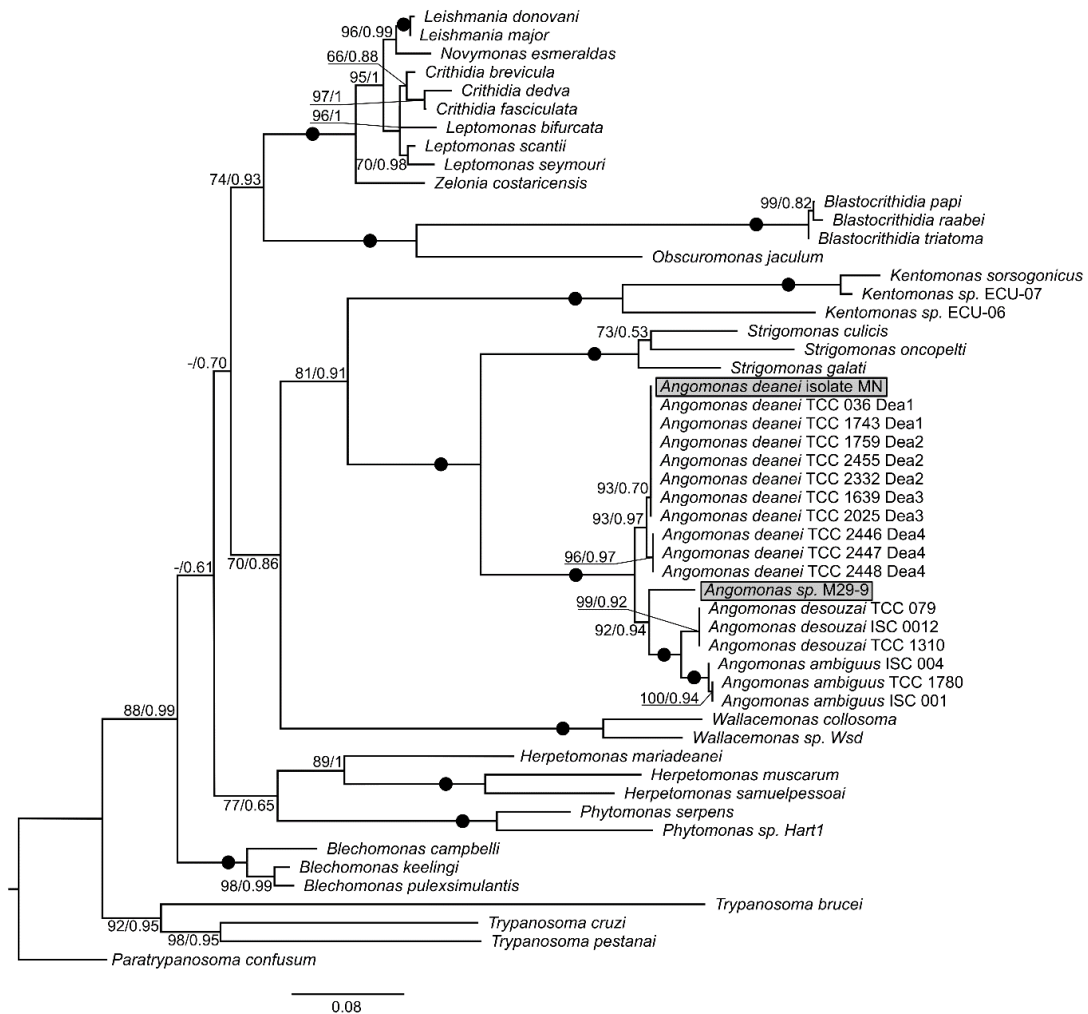 Leishmania donovani
96/0.99
Leishmania major
Novymonas esmeraldas
66/0.88
Crithidia brevicula
95/1
Crithidia dedva
97/1
Crithidia fasciculata
96/1
Leptomonas bifurcata
Leptomonas scantii
70/0.98
Leptomonas seymouri
74/0.93
Zelonia costaricensis
99/0.82
Blastocrithidia papi
Blastocrithidia raabei
Blastocrithidia triatoma
Obscuromonas jaculum
Kentomonas sorsogonicus
Kentomonas sp. ECU-07
Kentomonas sp. ECU-06
73/0.53
Strigomonas culicis
Strigomonas oncopelti
-/0.70
Strigomonas galati
81/0.91
Angomonas deanei isolate MN
Angomonas deanei TCC 036 Dea1
Angomonas deanei TCC 1743 Dea1
Angomonas deanei TCC 1759 Dea2
Angomonas deanei TCC 2455 Dea2
Angomonas deanei TCC 2332 Dea2
93/0.70
Angomonas deanei TCC 1639 Dea3
Angomonas deanei TCC 2025 Dea3
93/0.97
Angomonas deanei TCC 2446 Dea4
96/0.97
Angomonas deanei TCC 2447 Dea4
70/0.86
-/0.61
Angomonas deanei TCC 2448 Dea4
Angomonas sp. M29-9
99/0.92
Angomonas desouzai TCC 079
92/0.94
Angomonas desouzai ISC 0012
Angomonas desouzai TCC 1310
Angomonas ambiguus ISC 004
Angomonas ambiguus TCC 1780
100/0.94
Angomonas ambiguus ISC 001
88/0.99
Wallacemonas collosoma
Wallacemonas sp. Wsd
89/1
Herpetomonas mariadeanei
Herpetomonas muscarum
77/0.65
Herpetomonas samuelpessoai
Phytomonas serpens
Phytomonas sp. Hart1
Blechomonas campbelli
Blechomonas keelingi
98/0.99
Blechomonas pulexsimulantis
Trypanosoma brucei
92/0.95
Trypanosoma cruzi
98/0.95
Trypanosoma pestanai
Paratrypanosoma confusum
0.08